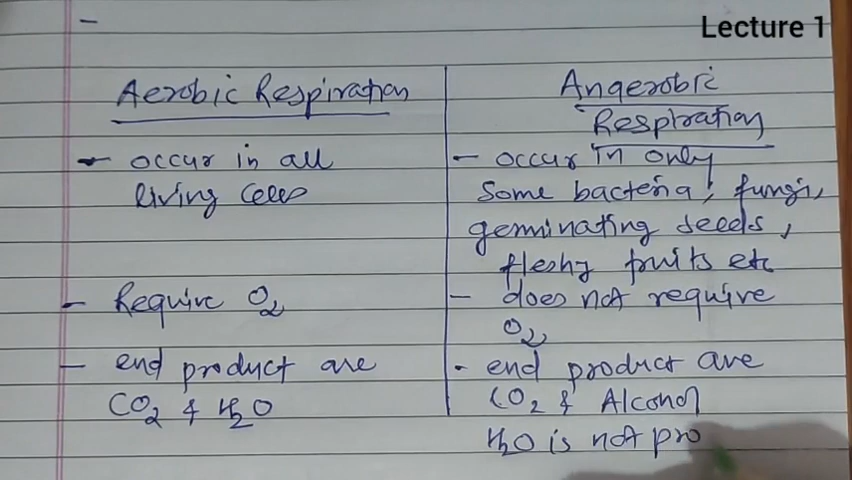 Lecture 1
Aerobic Respiration
- occur in all
living cells
- Require O2
- end product are
CO2 & H2O
Anaerobic
Respiration
- occur in only
some bacteria, fungi,
germinating seeds,
fleshy fruits etc
- does not require
O2
- end product are
CO2 & Alcohol
H2O is not pro